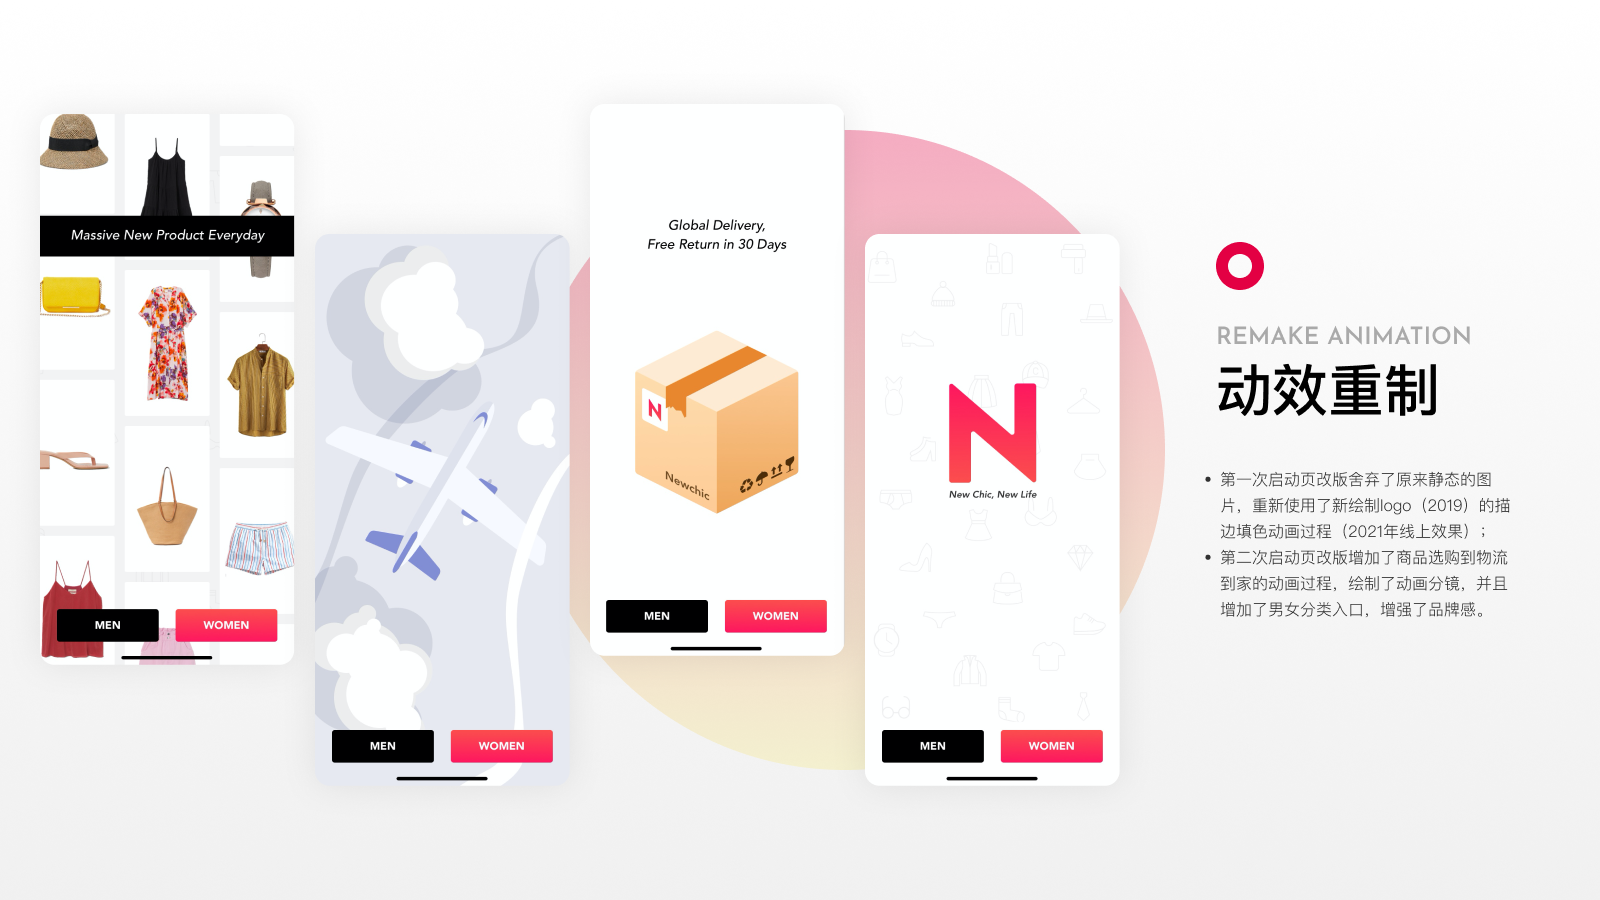 Massive New Product Everyday
MEN
WOMEN
MEN
WOMEN
Global Delivery,
Free Return in 30 Days
N
Newchic
MEN
WOMEN
N
New Chic, New Life
MEN
WOMEN
REMAKE ANIMATION
动效重制
• 第一次启动页改版舍弃了原来静态的图
片，重新使用了新绘制logo（2019）的描
边填色动画过程（2021年线上效果）；
• 第二次启动页改版增加了商品选购到物流
到家的动画过程，绘制了动画分镜，并且
增加了男女分类入口，增强了品牌感。